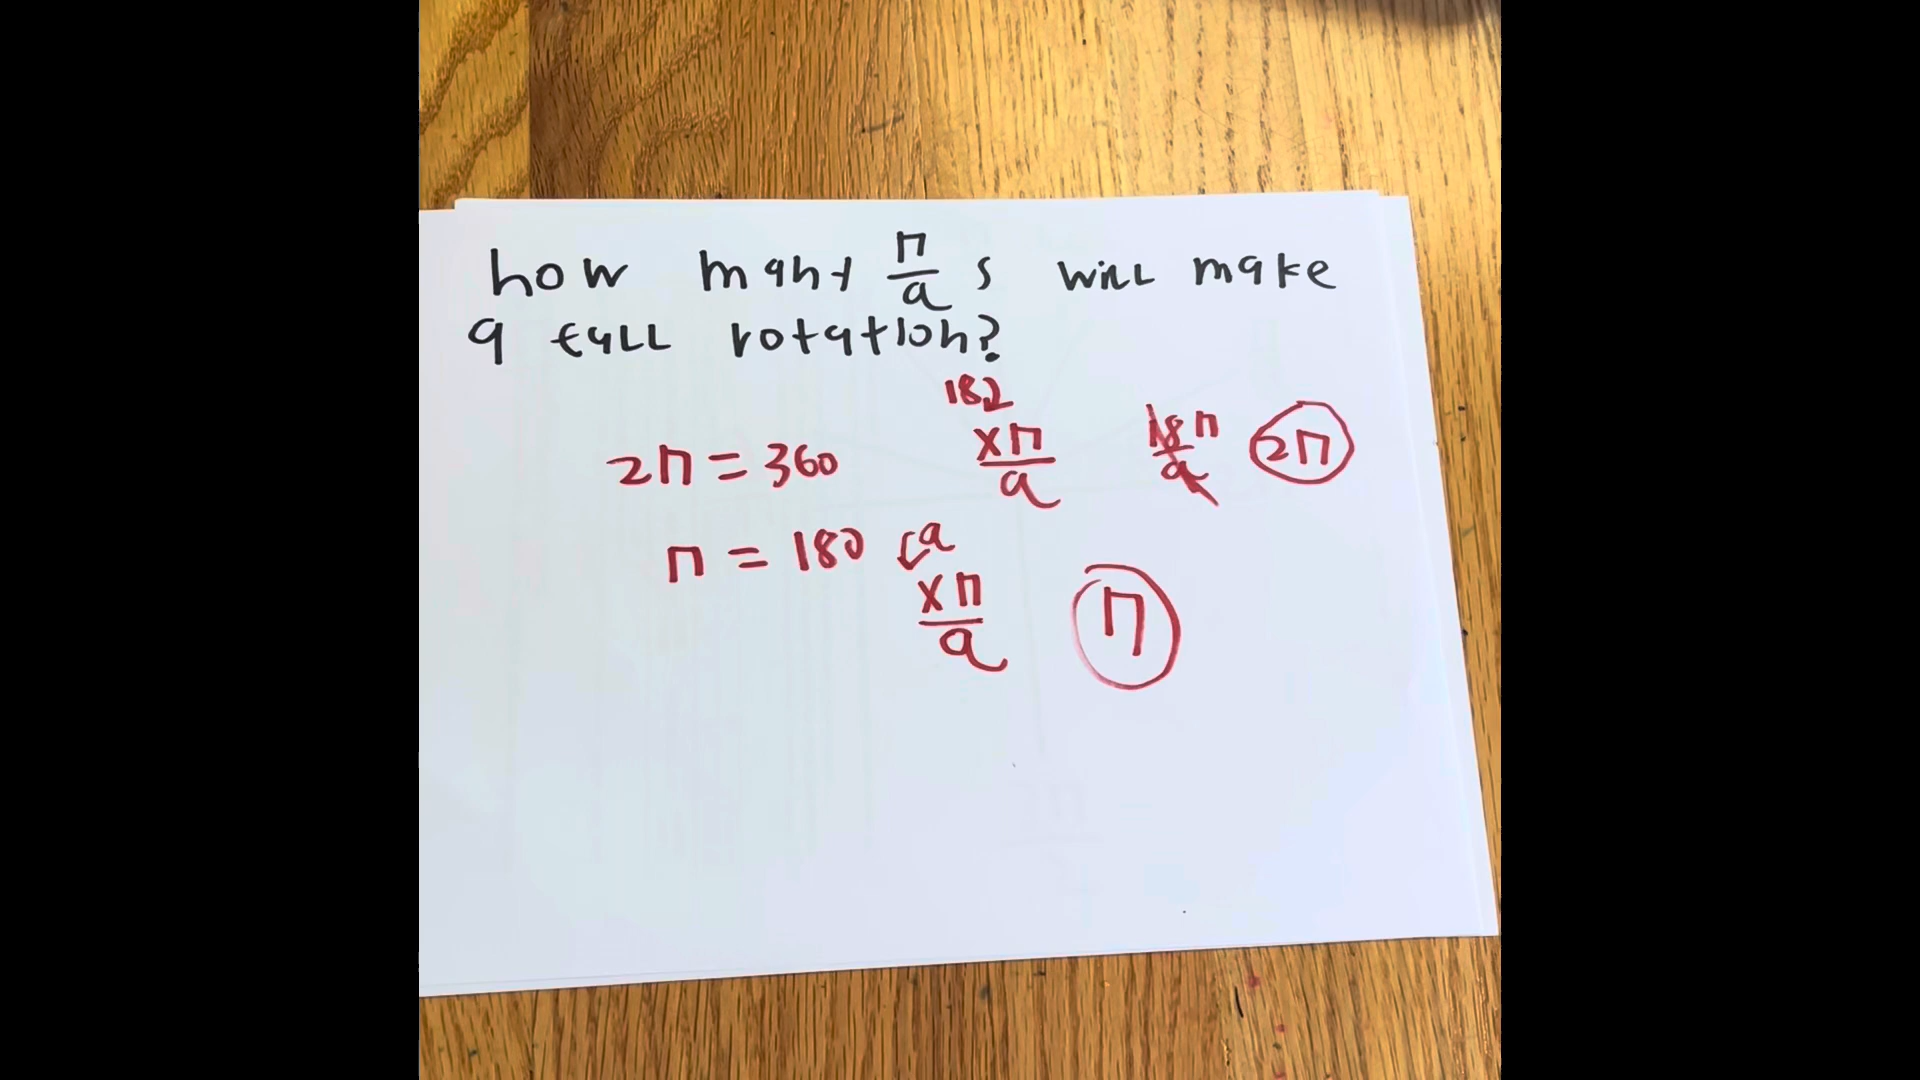 how many π/a s will make
a full rotation?
182
2π = 360 xπ/a 18π/a 2π
π = 180 a
xπ/a π